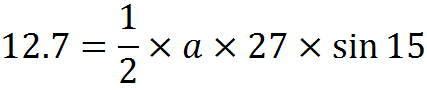 12.7 = 1/2 × a × 27 × sin 15